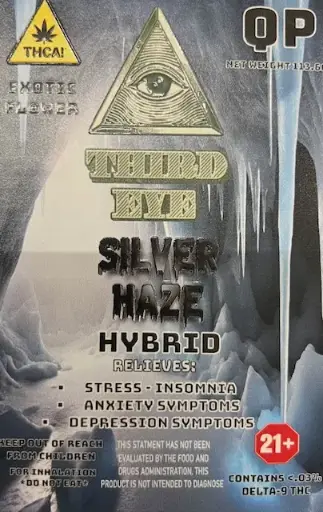 THCA!
EXOTIC
FLOWER
QP
NET WEIGHT 113.6
THIRD
EYE
SILVER
HAZE
HYBRID
RELIEVES:
• STRESS - INSOMNIA
• ANXIETY SYMPTOMS
• DEPRESSION SYMPTOMS
KEEP OUT OF REACH
FROM CHILDREN
FOR INHALATION
*DO NOT EAT*
THIS STATMENT HAS NOT BEEN
EVALUATED BY THE FOOD AND
DRUGS ADMINISTRATION, THIS
PRODUCT IS NOT INTENDED TO DIAGNOSE
21+
CONTAINS <.03%
DELTA-9 THC